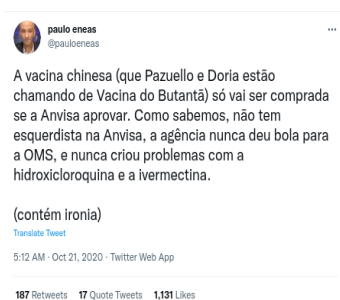 paulo eneas
@pauloeneas
...
A vacina chinesa (que Pazuello e Doria estão
chamando de Vacina do Butantã) só vai ser comprada
se a Anvisa aprovar. Como sabemos, não tem
esquerdista na Anvisa, a agência nunca deu bola para
a OMS, e nunca criou problemas com a
hidroxicloroquina e a ivermectina.
(contém ironia)
Translate Tweet
5:12 AM · Oct 21, 2020 · Twitter Web App
187 Retweets 17 Quote Tweets 1,131 Likes